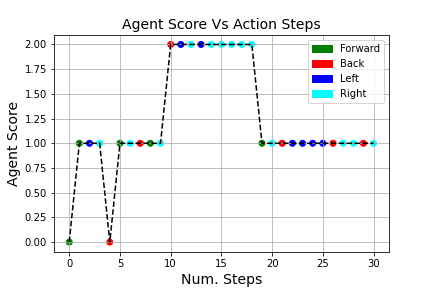 Agent Score Vs Action Steps
2.00
1.75
1.50
1.25
1.00
0.75
0.50
0.25
0.00
Agent Score
Forward
Back
Left
Right
0 5 10 15 20 25 30
Num. Steps